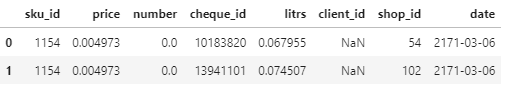 sku_id price number cheque_id litrs client_id shop_id date
0 1154 0.004973 0.0 10183820 0.067955 NaN 54 2171-03-06
1 1154 0.004973 0.0 13941101 0.074507 NaN 102 2171-03-06